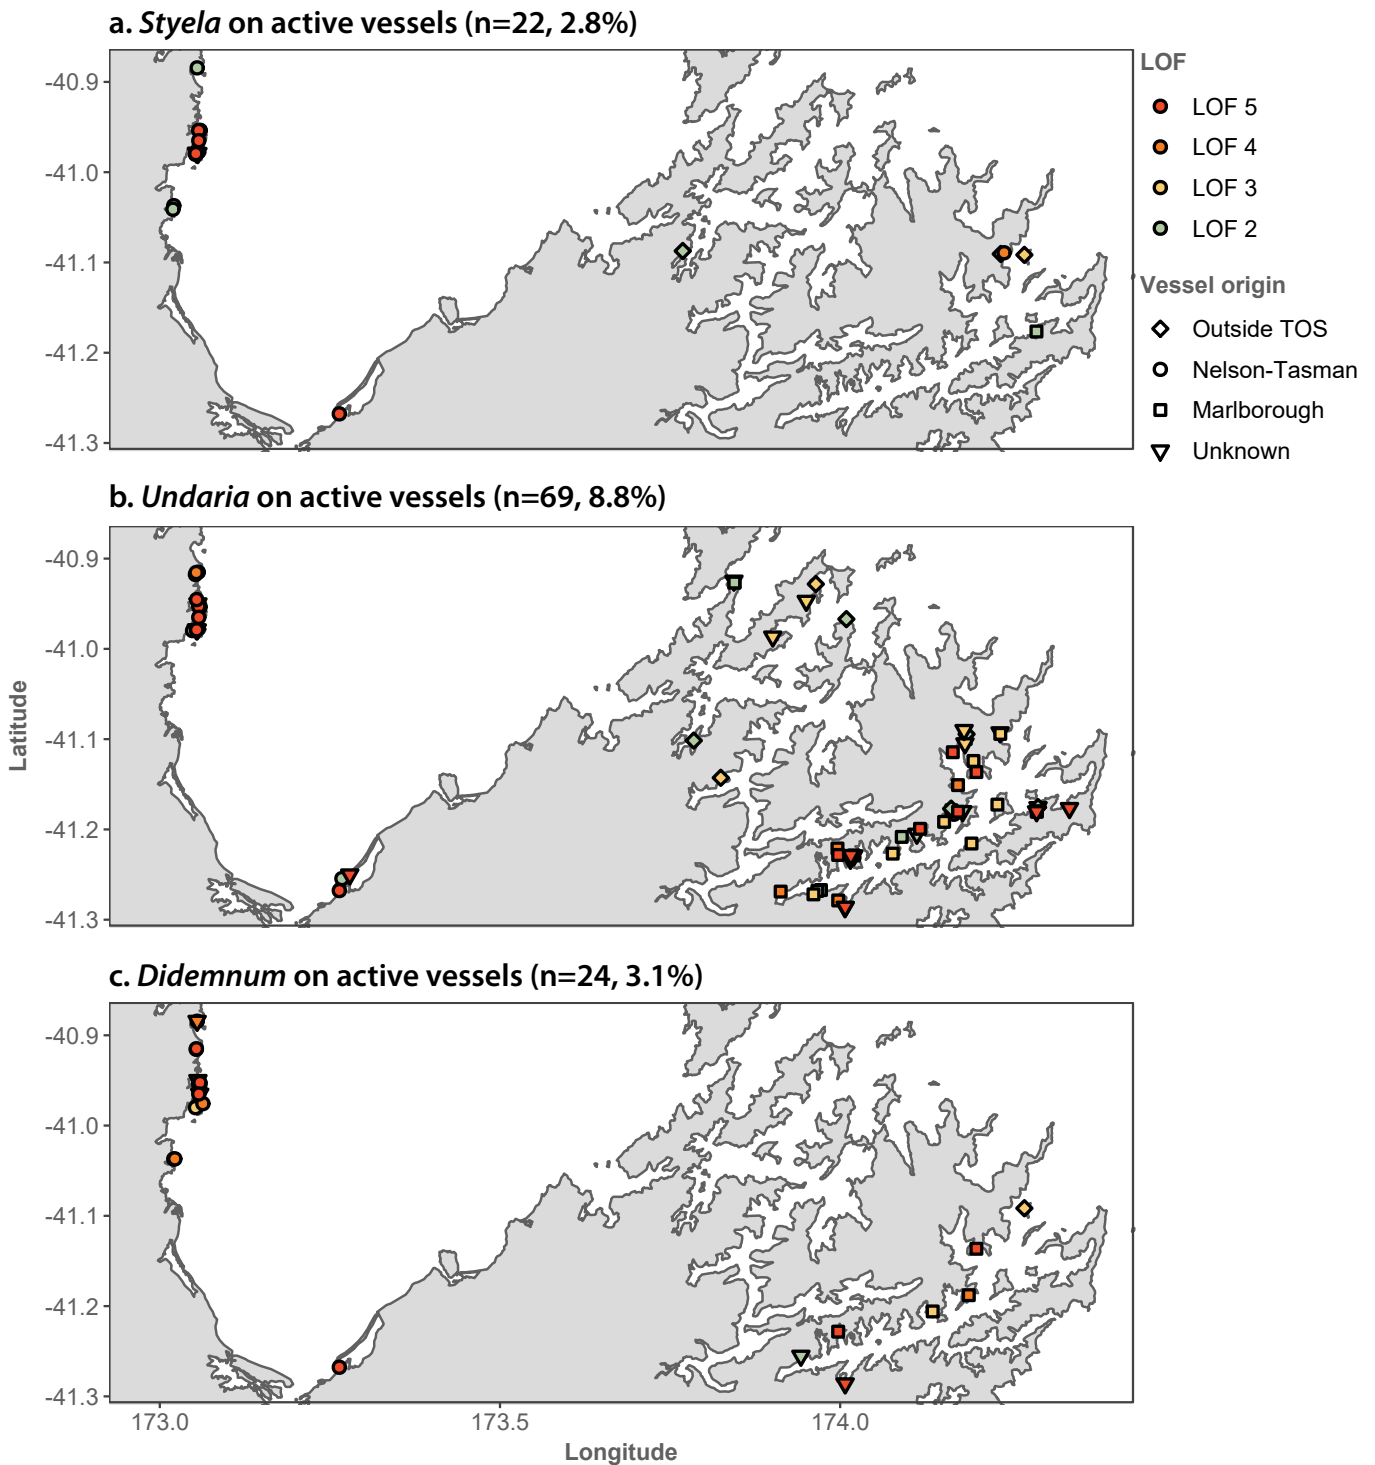 a. Styela on active vessels (n=22, 2.8%)
-40.9
-41.0
-41.1
-41.2
-41.3
LOF
LOF 5
LOF 4
LOF 3
LOF 2
Vessel origin
Outside TOS
Nelson-Tasman
Marlborough
Unknown
b. Undaria on active vessels (n=69, 8.8%)
Latitude
-40.9
-41.0
-41.1
-41.2
-41.3
c. Didemnum on active vessels (n=24, 3.1%)
-40.9
-41.0
-41.1
-41.2
-41.3
173.0 173.5 174.0
Longitude